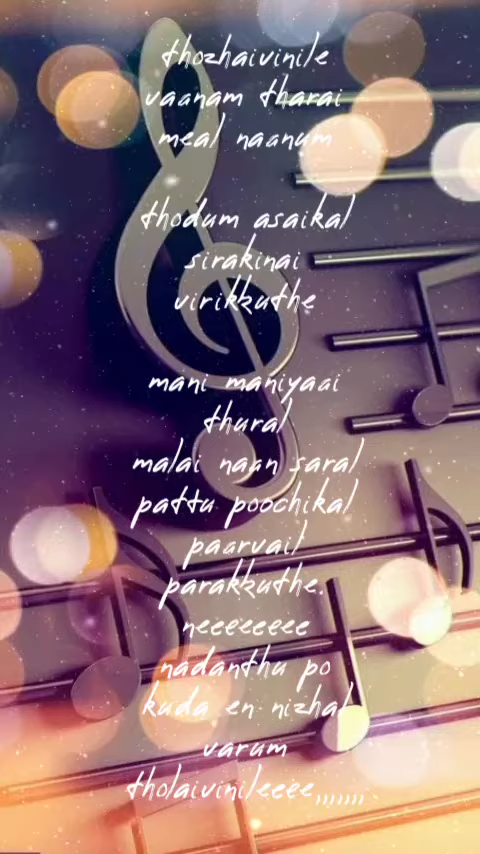 thozhaivinile
vaanam tharai
meal naanum
thodum asaikal
sirakinai
virikkuthe
mani maniyaai
thural
malai naan saral
pattu poochikal
paarvail
parakkuthe.
neeeeeeee
nadanthu po
kuda en nizhal
varum
tholaivinileeee,,,,,,,